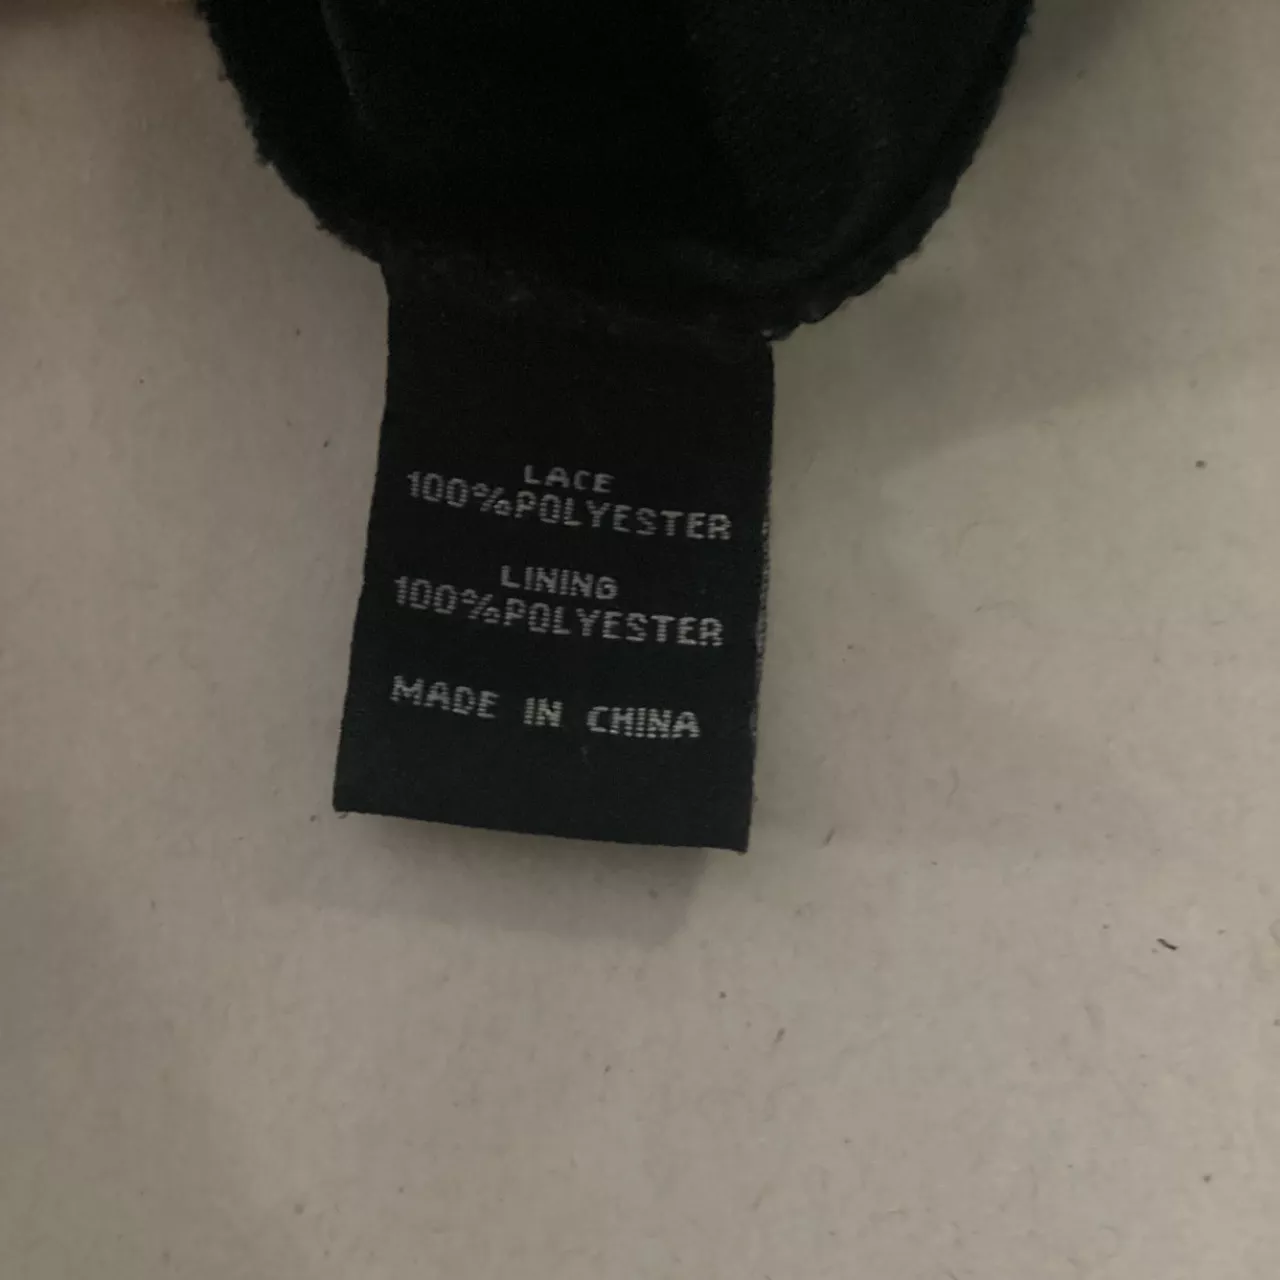 LACE
100%POLYESTER
LINING
100%POLYESTER
MADE IN CHINA